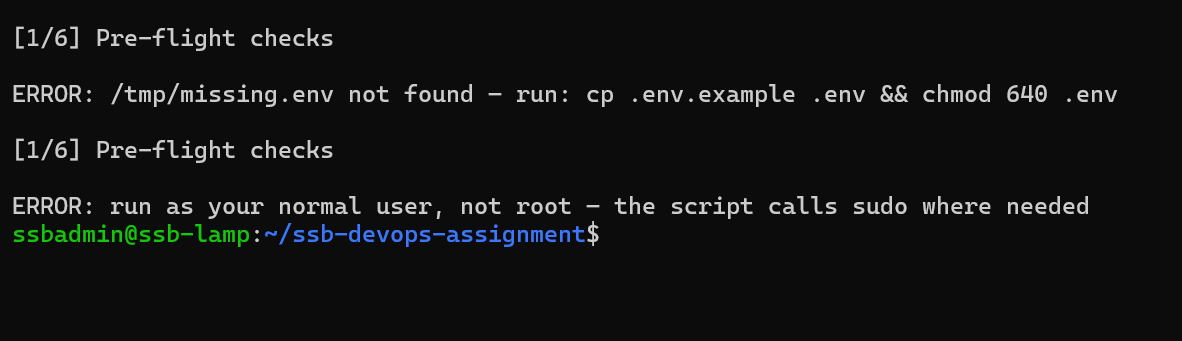 [1/6] Pre-flight checks
ERROR: /tmp/missing.env not found — run: cp .env.example .env && chmod 640 .env
[1/6] Pre-flight checks
ERROR: run as your normal user, not root — the script calls sudo where needed
ssbadmin@ssb-lamp:~/ssb-devops-assignment$